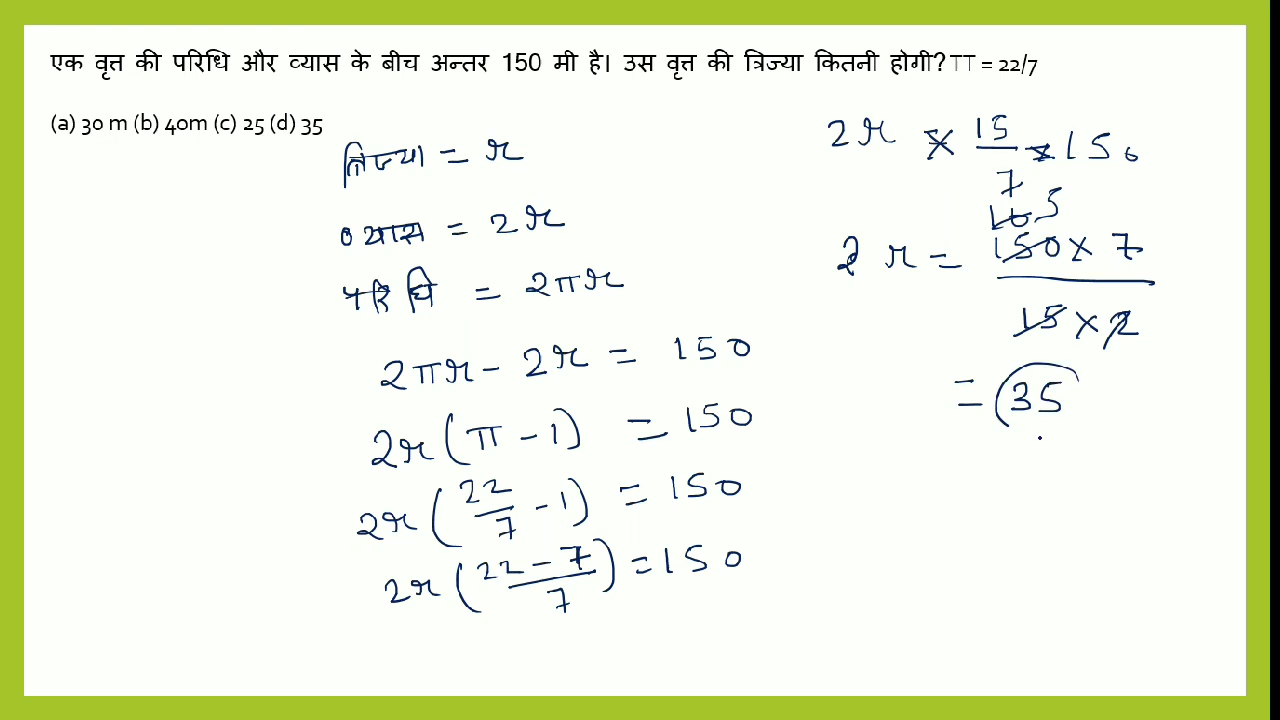 एक वृत्त की परिधि और व्यास के बीच अन्तर 150 मी है। उस वृत्त की त्रिज्या कितनी होगी? TT = 22/7
(a) 30 m (b) 40m (c) 25 (d) 35
त्रिज्या = r
व्यास = 2r
परिधि = 2πr
2πr - 2r = 150
2r(π - 1) = 150
2r(22/7 - 1) = 150
2r(22 - 7/7) = 150
2r × 15/7 = 150
r = 150 × 7/15 × 2
105
= 35